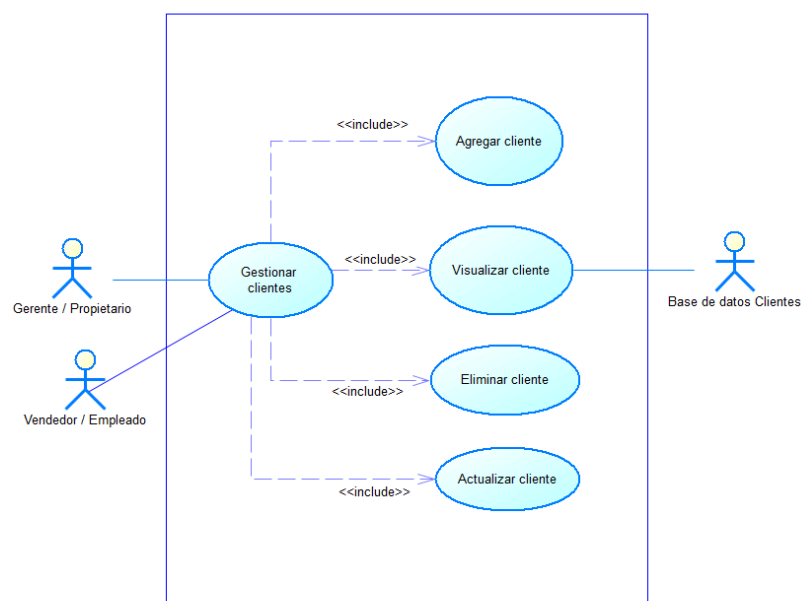 <<include>>
Agregar cliente
<<include>>
Gestionar
clientes
Visualizar cliente
Gerente / Propietario
Base de datos Clientes
Eliminar cliente
<<include>>
Vendedor / Empleado
Actualizar cliente
<<include>>